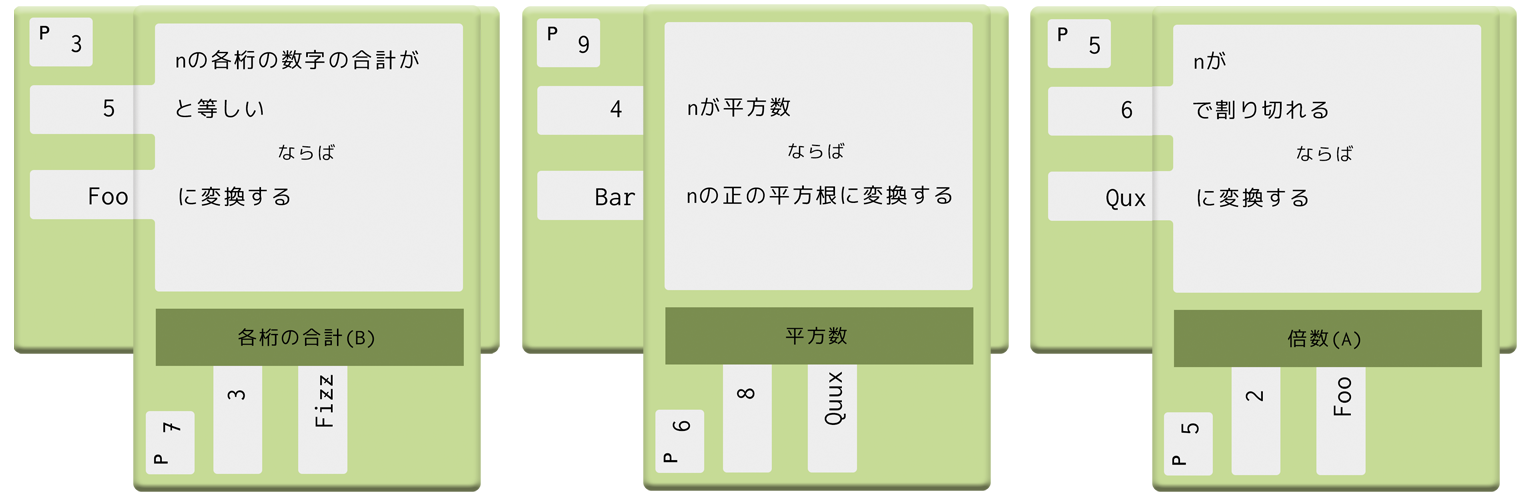 P 3
nの各桁の数字の合計が
5 と等しい
ならば
Foo に変換する
各桁の合計(B)
3
Fizz
P 7
P 9
4 nが平方数
ならば
Bar nの正の平方根に変換する
平方数
8
Quux
P 6
P 5
nが
6 で割り切れる
ならば
Qux に変換する
倍数(A)
2
Foo
P 5